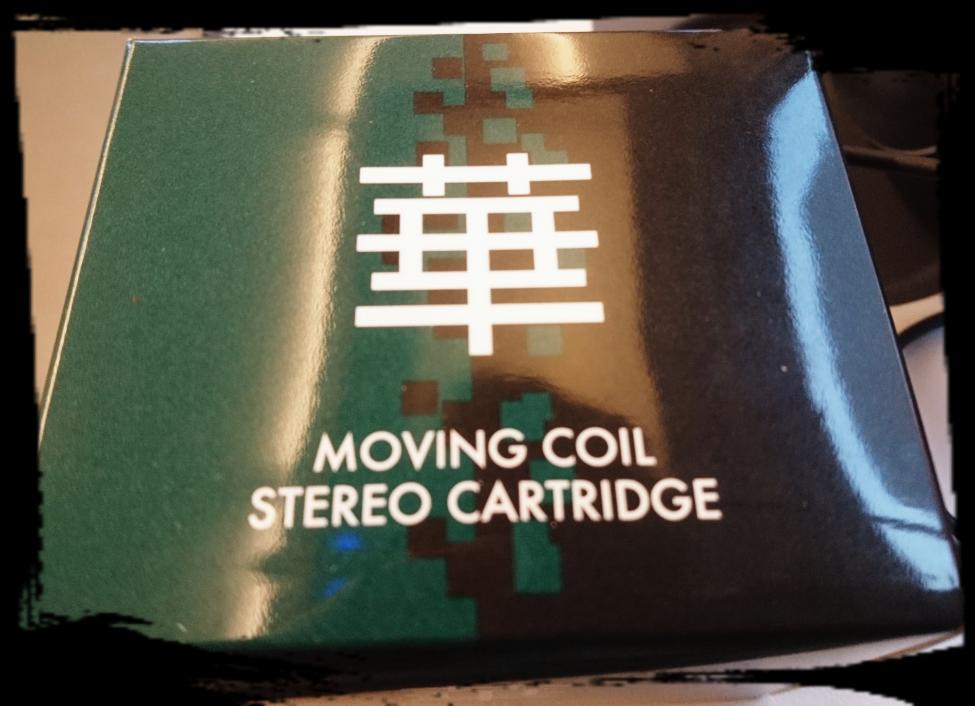 華
MOVING COIL
STEREO CARTRIDGE